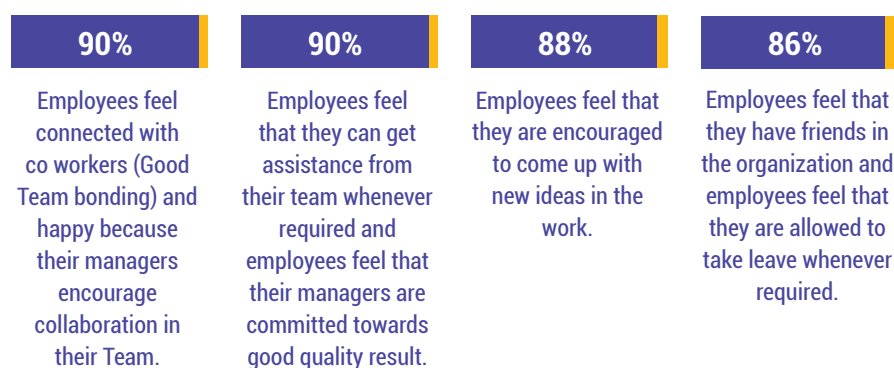 90%
Employees feel
connected with
co workers (Good
Team bonding) and
happy because
their managers
encourage
collaboration in
their Team.
90%
Employees feel
that they can get
assistance from
their team whenever
required and
employees feel that
their managers are
committed towards
good quality result.
88%
Employees feel that
they are encouraged
to come up with
new ideas in the
work.
86%
Employees feel that
they have friends in
the organization and
employees feel that
they are allowed to
take leave whenever
required.